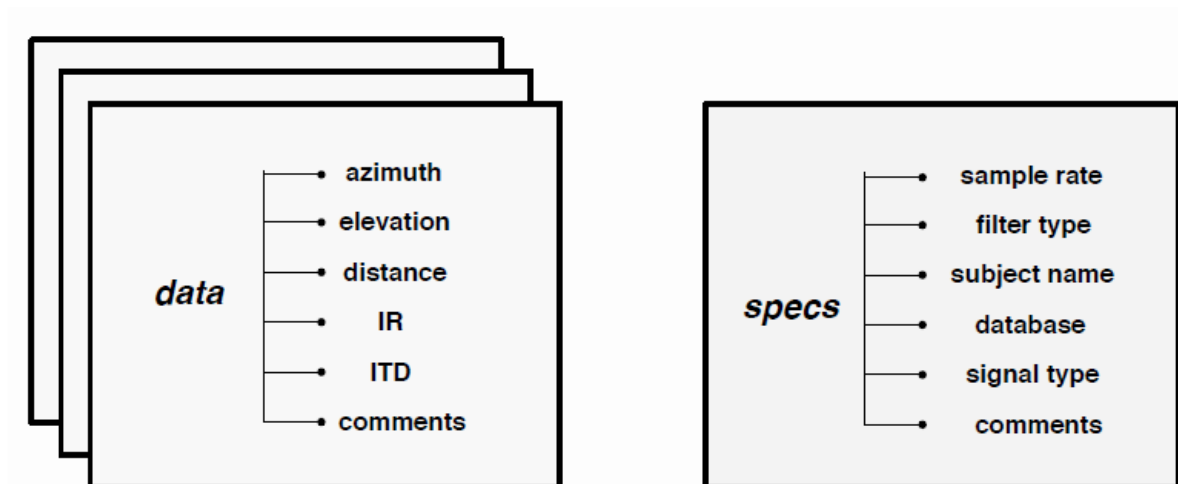 data
azimuth
elevation
distance
IR
ITD
comments
specs
sample rate
filter type
subject name
database
signal type
comments